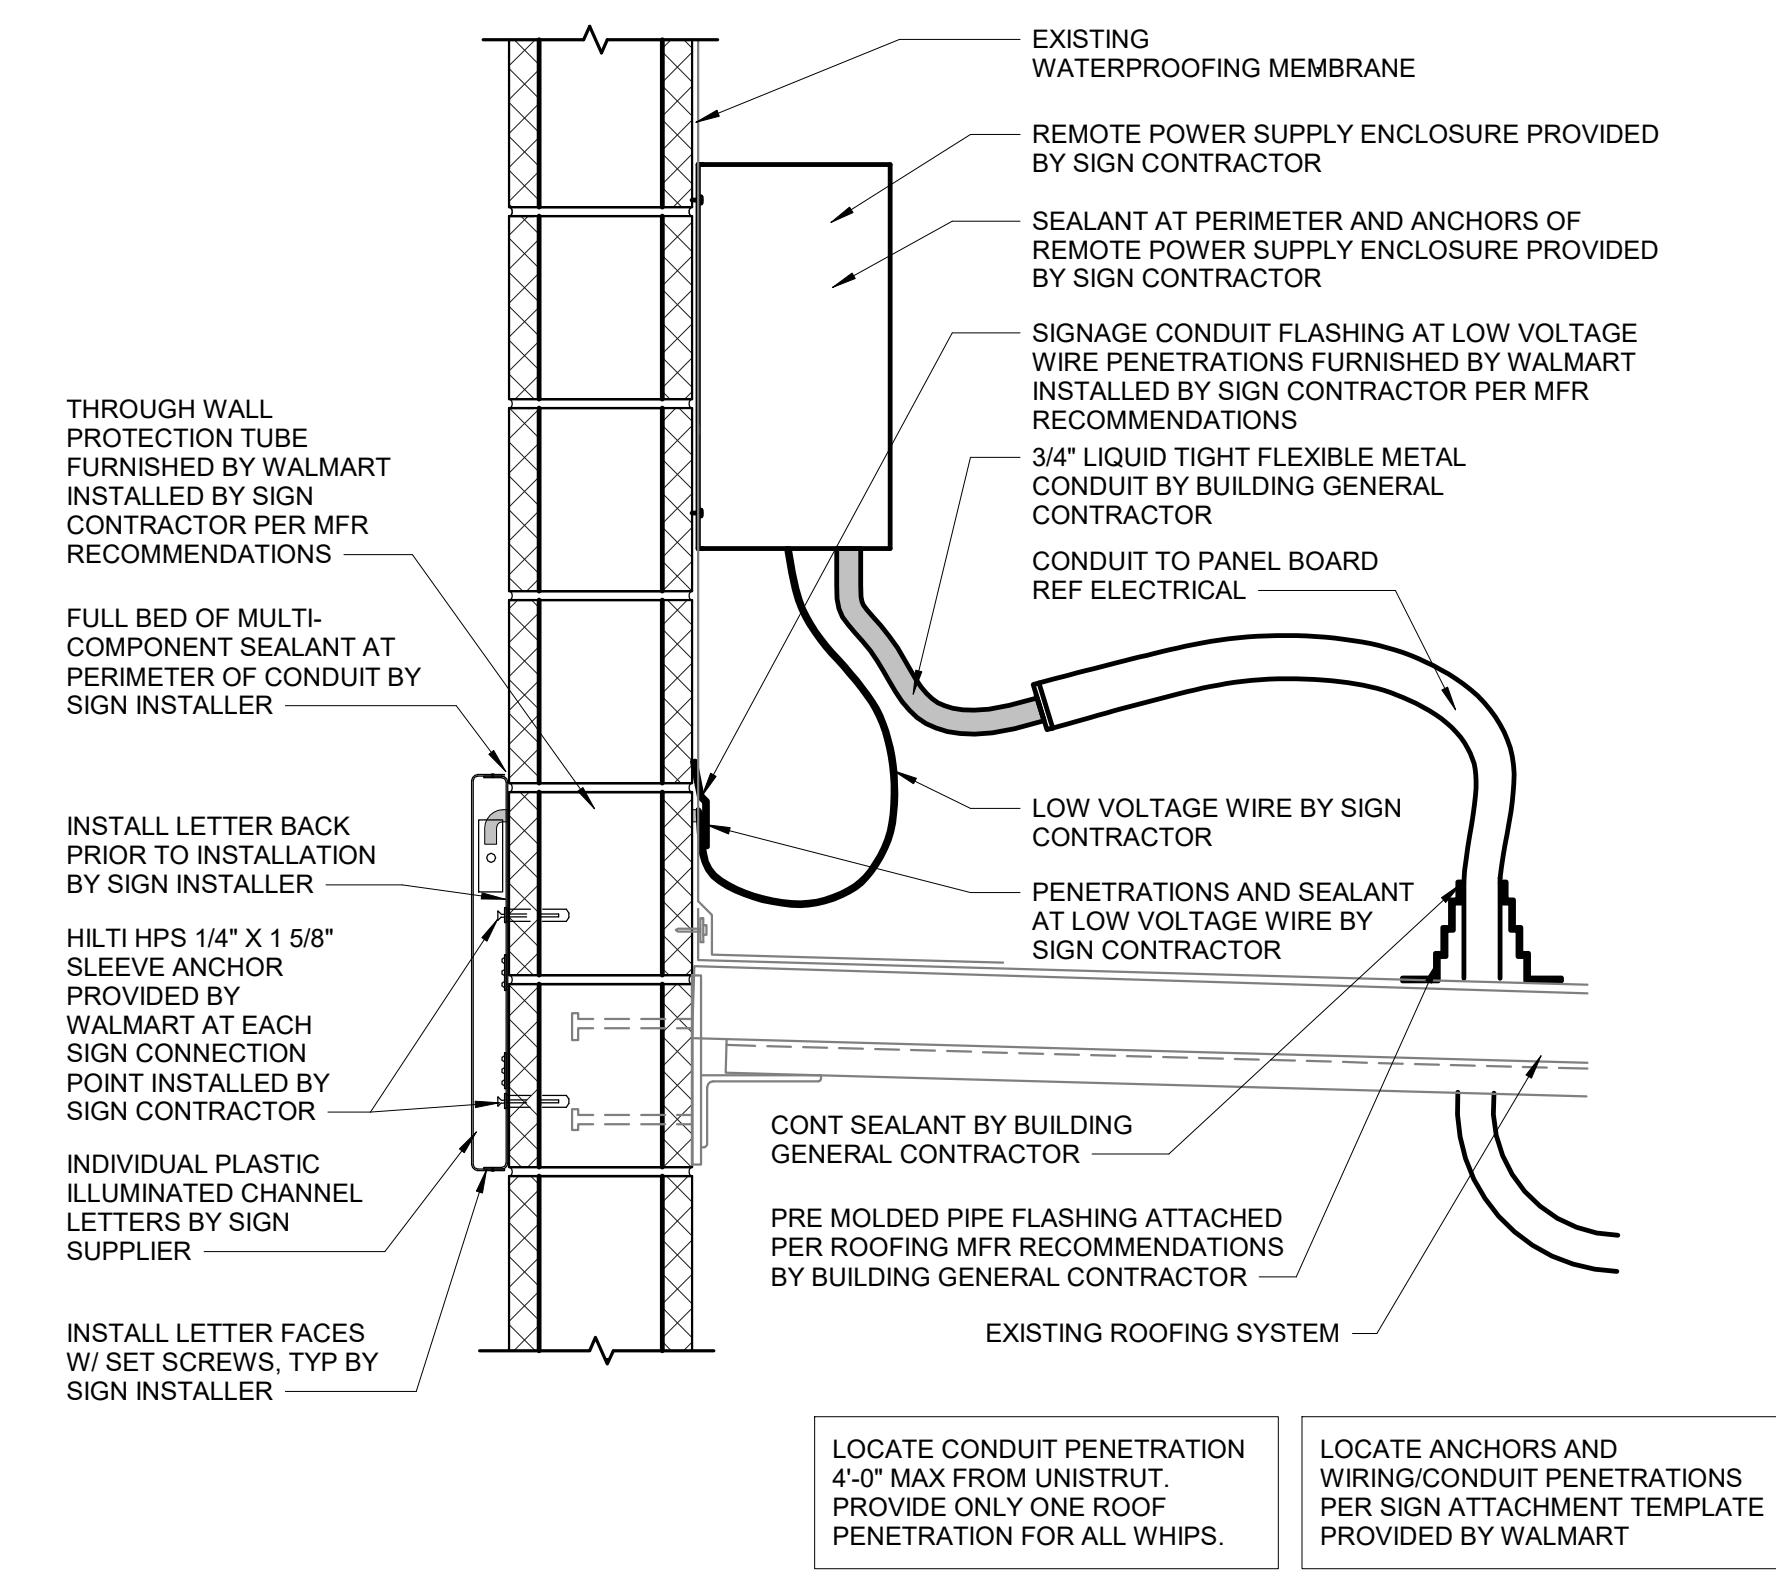 EXISTING
WATERPROOFING MEMBRANE
REMOTE POWER SUPPLY ENCLOSURE PROVIDED
BY SIGN CONTRACTOR
SEALANT AT PERIMETER AND ANCHORS OF
REMOTE POWER SUPPLY ENCLOSURE PROVIDED
BY SIGN CONTRACTOR
SIGNAGE CONDUIT FLASHING AT LOW VOLTAGE
WIRE PENETRATIONS FURNISHED BY WALMART
INSTALLED BY SIGN CONTRACTOR PER MFR
RECOMMENDATIONS
3/4" LIQUID TIGHT FLEXIBLE METAL
CONDUIT BY BUILDING GENERAL
CONTRACTOR
CONDUIT TO PANEL BOARD
REF ELECTRICAL
THROUGH WALL
PROTECTION TUBE
FURNISHED BY WALMART
INSTALLED BY SIGN
CONTRACTOR PER MFR
RECOMMENDATIONS
FULL BED OF MULTI-
COMPONENT SEALANT AT
PERIMETER OF CONDUIT BY
SIGN INSTALLER
INSTALL LETTER BACK
PRIOR TO INSTALLATION
BY SIGN INSTALLER
HILTI HPS 1/4" X 1 5/8"
SLEEVE ANCHOR
PROVIDED BY
WALMART AT EACH
SIGN CONNECTION
POINT INSTALLED BY
SIGN CONTRACTOR
INDIVIDUAL PLASTIC
ILLUMINATED CHANNEL
LETTERS BY SIGN
SUPPLIER
INSTALL LETTER FACES
W/ SET SCREWS, TYP BY
SIGN INSTALLER
LOW VOLTAGE WIRE BY SIGN
CONTRACTOR
PENETRATIONS AND SEALANT
AT LOW VOLTAGE WIRE BY
SIGN CONTRACTOR
CONT SEALANT BY BUILDING
GENERAL CONTRACTOR
PRE MOLDED PIPE FLASHING ATTACHED
PER ROOFING MFR RECOMMENDATIONS
BY BUILDING GENERAL CONTRACTOR
EXISTING ROOFING SYSTEM
LOCATE CONDUIT PENETRATION
4'-0" MAX FROM UNISTRUT.
PROVIDE ONLY ONE ROOF
PENETRATION FOR ALL WHIPS.
LOCATE ANCHORS AND
WIRING/CONDUIT PENETRATIONS
PER SIGN ATTACHMENT TEMPLATE
PROVIDED BY WALMART